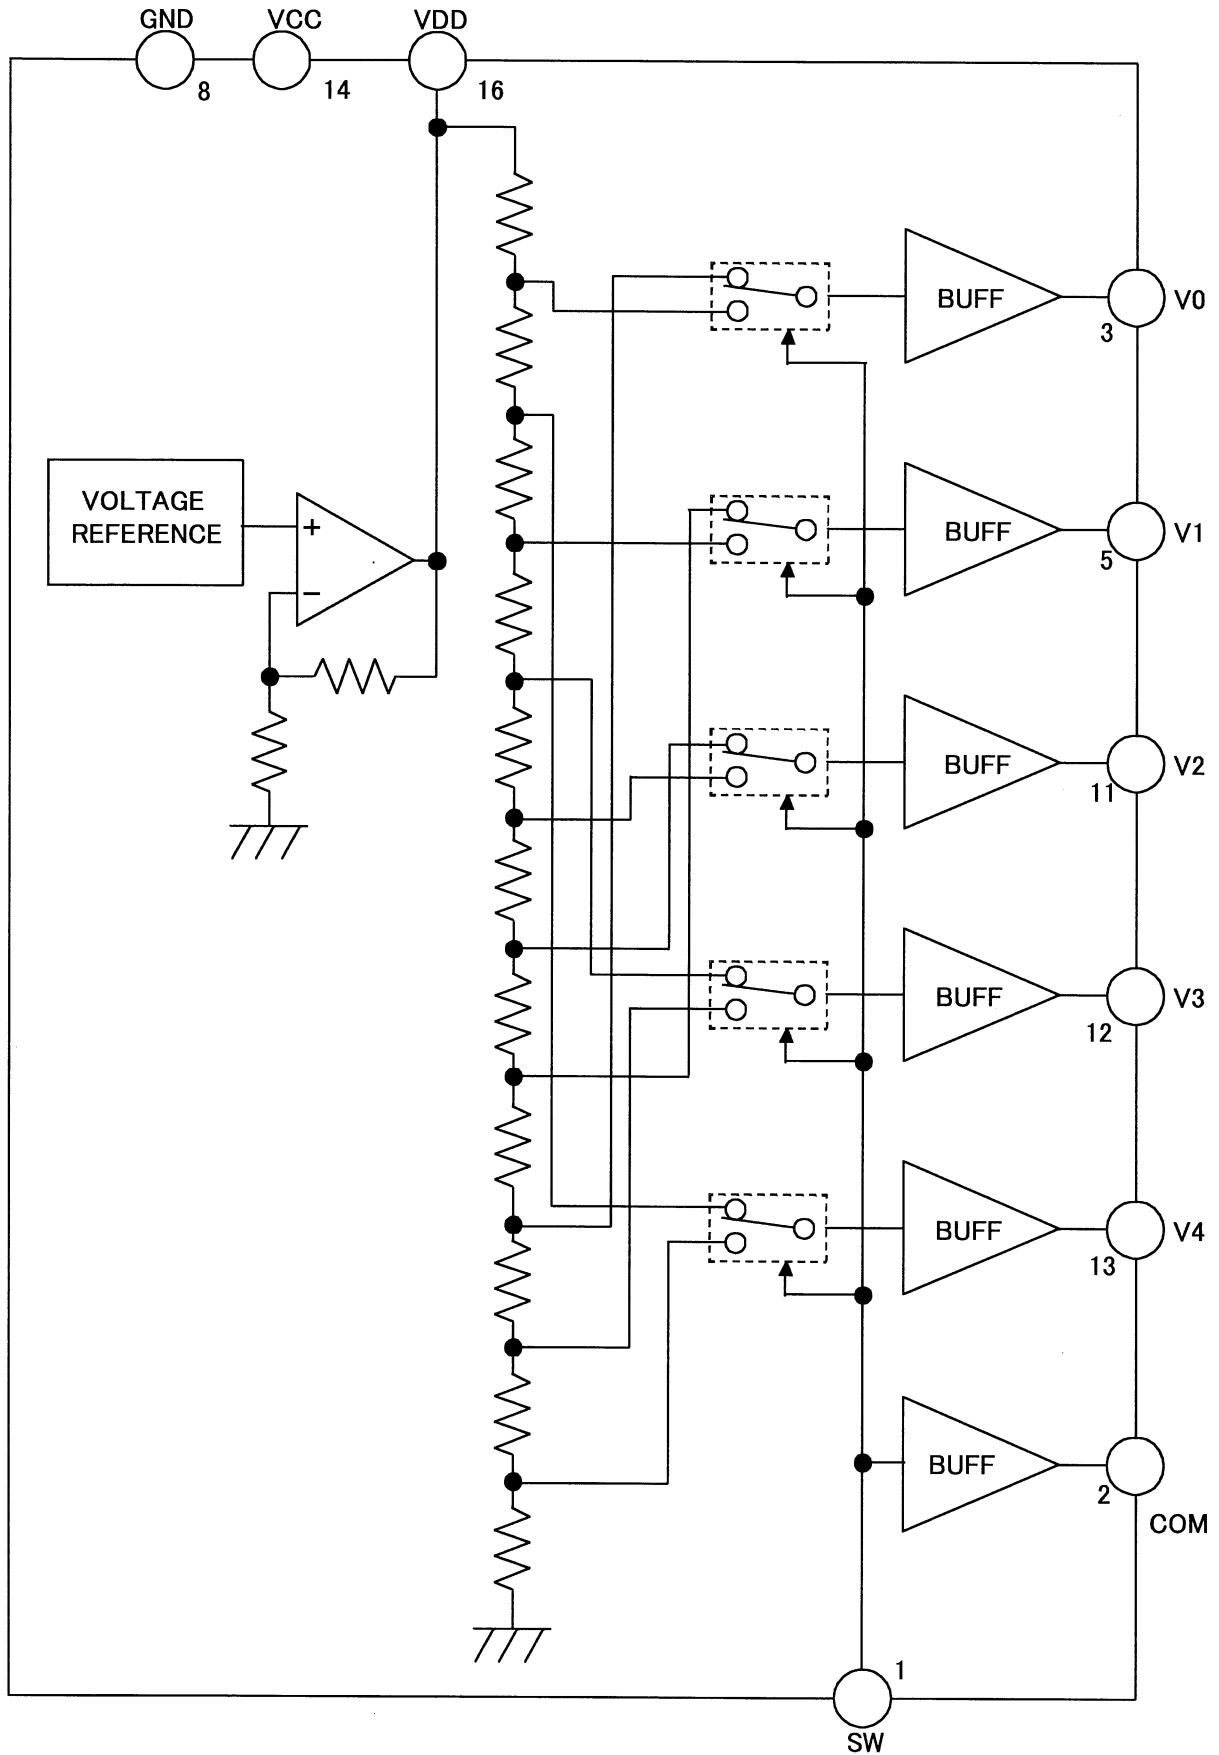 GND
VCC
VDD
8
14
16
BUFF
V0
3
VOLTAGE
REFERENCE
+
−
BUFF
V1
5
BUFF
V2
11
BUFF
V3
12
BUFF
V4
13
BUFF
2
COM
1
SW